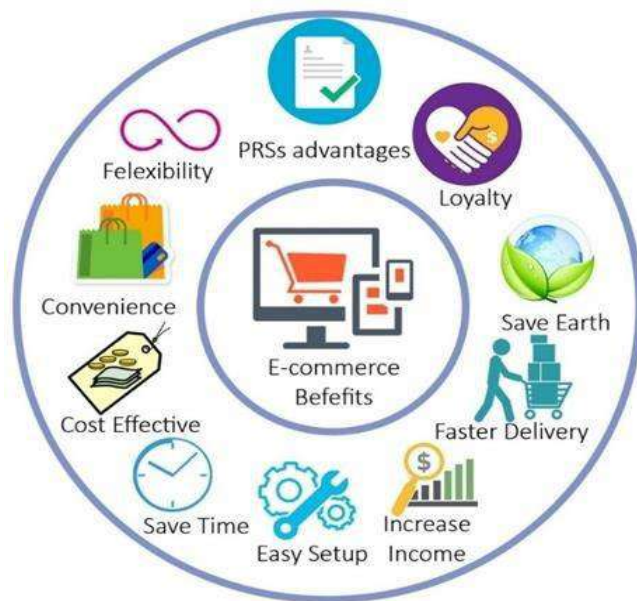 PRSs advantages
Loyalty
Save Earth
Faster Delivery
Increase
Income
Easy Setup
Save Time
Cost Effective
Convenience
Felexibility
E-commerce
Befefits
$
$